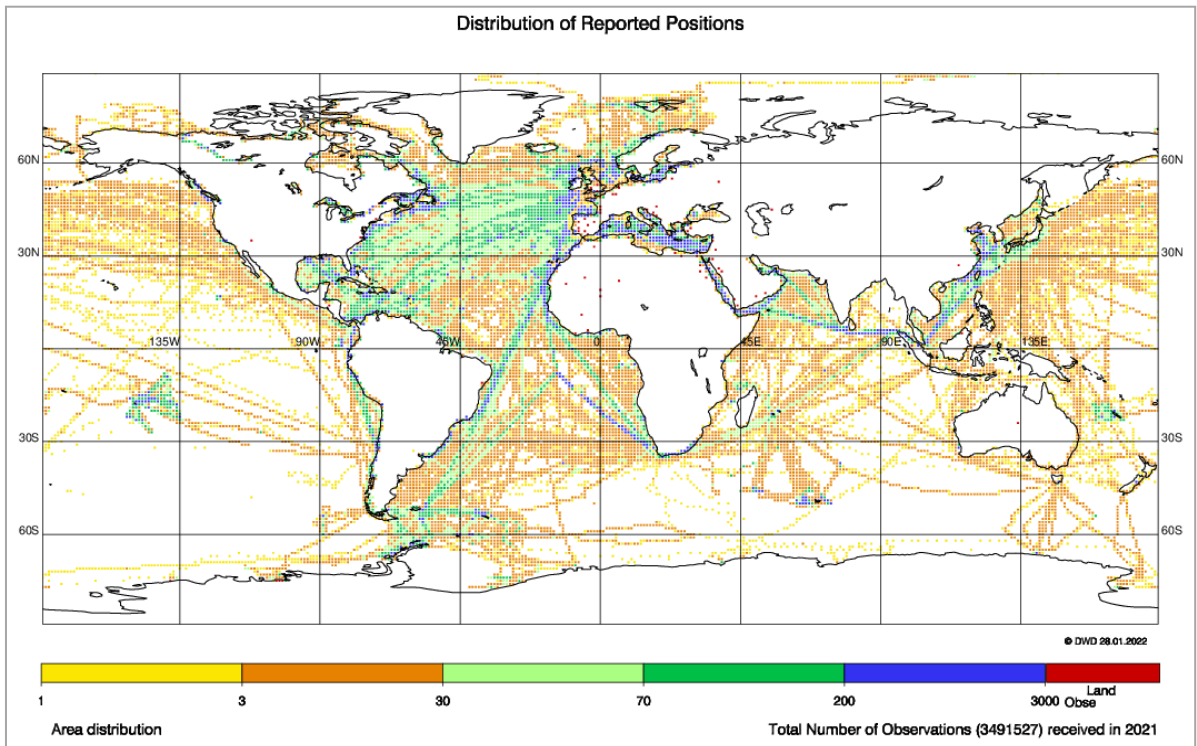 Distribution of Reported Positions
60N
60N
30N
30N
135W
90W
45W
0
45E
90E
135E
30S
30S
60S
60S
© DWD 28.01.2022
1
3
30
70
200
3000
Land
Obse
Area distribution
Total Number of Observations (3491527) received in 2021